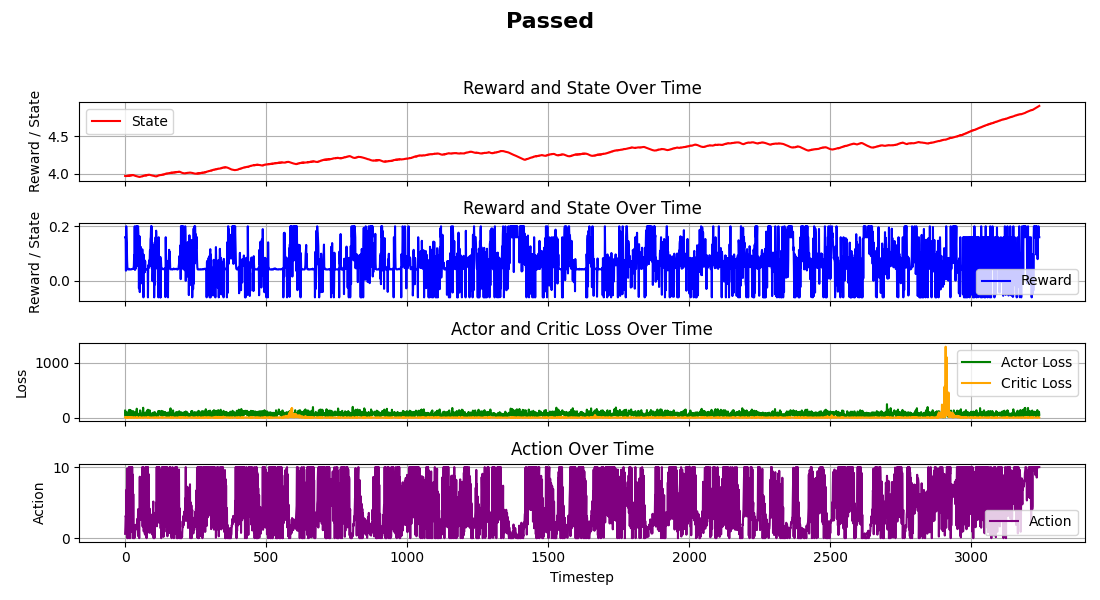 Passed
Reward and State Over Time
Reward / State
4.5
4.0
State
Reward and State Over Time
Reward / State
0.2
0.0
Reward
Actor and Critic Loss Over Time
Loss
1000
0
Actor Loss
Critic Loss
Action Over Time
Action
10
0
Action
0 500 1000 1500 2000 2500 3000
Timestep